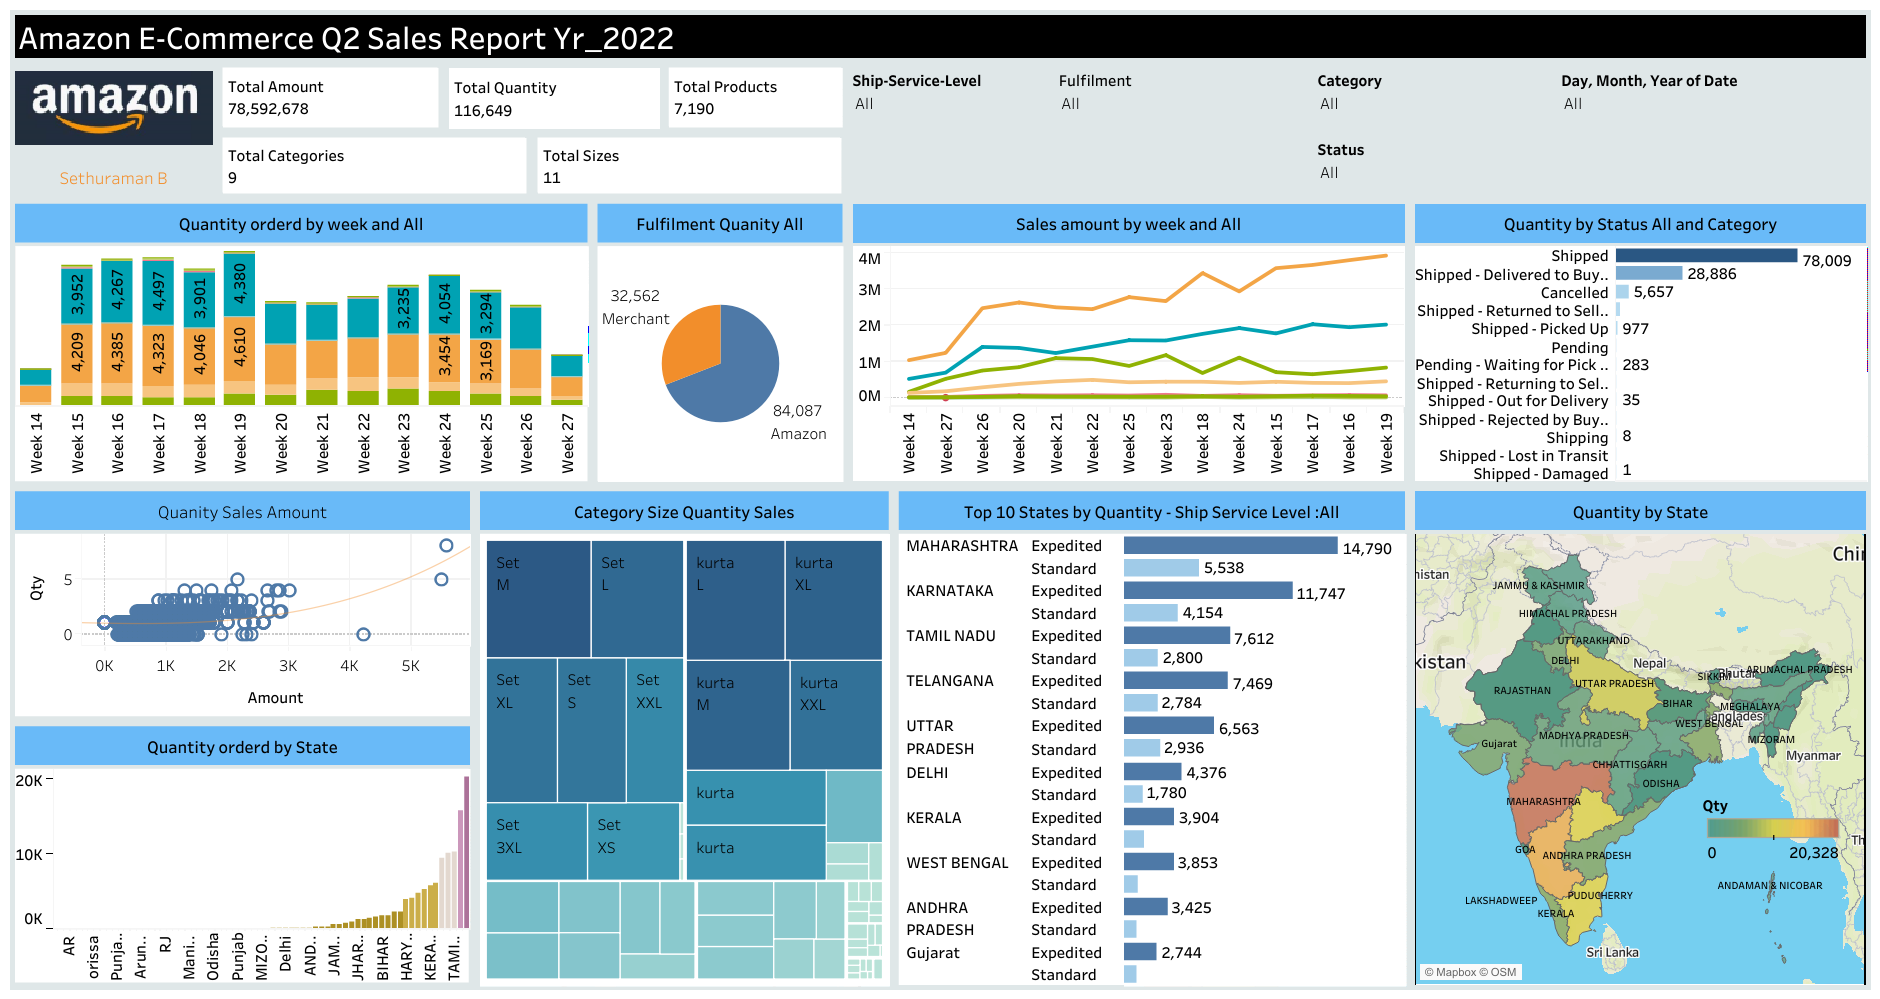 Amazon E-Commerce Q2 Sales Report Yr_2022
amazon
Sethuraman B
Total Amount
78,592,678
Total Quantity
116,649
Total Products
7,190
Total Categories
9
Total Sizes
11
Ship-Service-Level
All
Fulfilment
All
Category
All
Day, Month, Year of Date
All
Status
All
Quantity orderd by week and All
3,952
4,267
4,497
3,901
4,380
3,235
4,054
3,294
4,209
4,385
4,323
4,046
4,610
3,454
3,169
Week 14
Week 15
Week 16
Week 17
Week 18
Week 19
Week 20
Week 21
Week 22
Week 23
Week 24
Week 25
Week 26
Week 27
Fulfilment Quanity All
32,562
Merchant
84,087
Amazon
Sales amount by week and All
4M
3M
2M
1M
0M
Week 14
Week 27
Week 26
Week 20
Week 21
Week 22
Week 25
Week 23
Week 18
Week 24
Week 15
Week 17
Week 16
Week 19
Quantity by Status All and Category
Shipped 78,009
Shipped - Delivered to Buy.. 28,886
Cancelled 5,657
Shipped - Returned to Sell..
Shipped - Picked Up 977
Pending
Pending - Waiting for Pick .. 283
Shipped - Returning to Sel..
Shipped - Out for Delivery 35
Shipped - Rejected by Buy..
Shipping 8
Shipped - Lost in Transit
Shipped - Damaged 1
Quanity Sales Amount
Qty
5
0
0K 1K 2K 3K 4K 5K
Amount
Quantity orderd by State
20K
10K
0K
AR
orissa
Punja..
Arun..
RJ
Mani..
Odisha
Punjab
MIZO..
Delhi
AND..
JAM..
JHAR..
BIHAR
HARY..
KERA..
TAMI..
Category Size Quantity Sales
Set
M
Set
L
kurta
L
kurta
XL
Set
XL
Set
S
Set
XXL
kurta
M
kurta
XXL
kurta
kurta
Set
3XL
Set
XS
Top 10 States by Quantity - Ship Service Level :All
MAHARASHTRA Expedited 14,790
Standard 5,538
KARNATAKA Expedited 11,747
Standard 4,154
TAMIL NADU Expedited 7,612
Standard 2,800
TELANGANA Expedited 7,469
Standard 2,784
UTTAR Expedited 6,563
PRADESH Standard 2,936
DELHI Expedited 4,376
Standard 1,780
KERALA Expedited 3,904
Standard
WEST BENGAL Expedited 3,853
Standard
ANDHRA Expedited 3,425
PRADESH Standard
Gujarat Expedited 2,744
Standard
Quantity by State
Chin
nistan
JAMMU & KASHMIR
HIMACHAL PRADESH
UTTARAKHAND
kistan
DELHI
Nepal
SIKKIM
Bhutan
ARUNACHAL PRADESH
RAJASTHAN
UTTAR PRADESH
BIHAR
MEGHALAYA
WEST BENGAL
anglades
Gujarat
MADHYA PRADESH
India
MIZORAM
Myanmar
CHHATTISGARH
ODISHA
MAHARASHTRA
Qty
0 20,328
Th
GOA
ANDHRA PRADESH
ANDAMAN & NICOBAR
LAKSHADWEEP
PUDUCHERRY
KERALA
Sri Lanka
© Mapbox © OSM